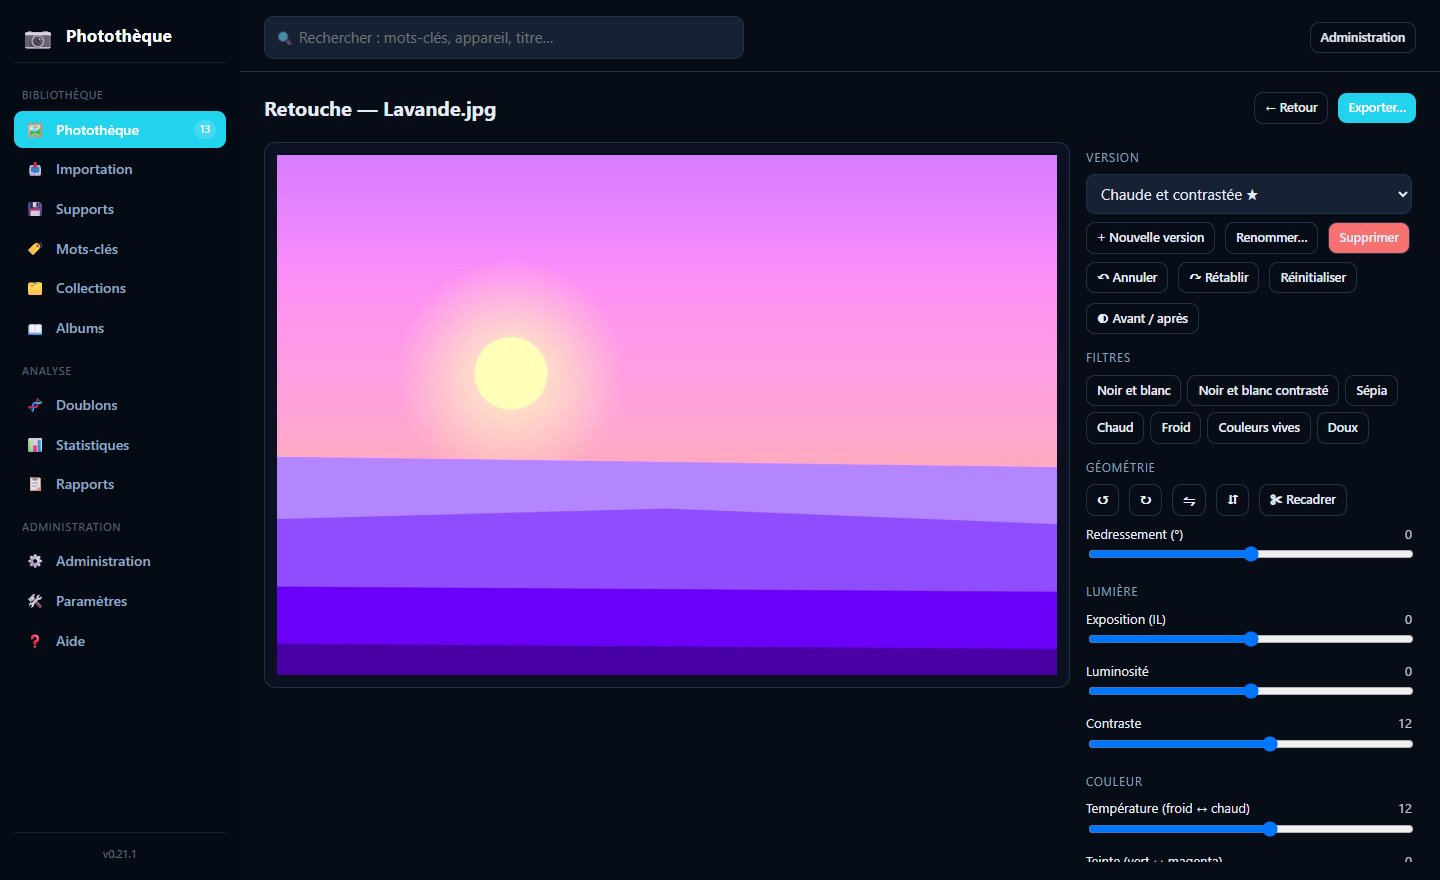 Photothèque
Rechercher : mots-clés, appareil, titre...
Administration
BIBLIOTHÈQUE
Photothèque 13
Importation
Supports
Mots-clés
Collections
Albums
ANALYSE
Doublons
Statistiques
Rapports
ADMINISTRATION
Administration
Paramètres
Aide
v0.21.1
Retouche — Lavande.jpg
← Retour
Exporter...
VERSION
Chaude et contrastée ★
+ Nouvelle version
Renommer...
Supprimer
↶ Annuler
↷ Rétablir
Réinitialiser
◐ Avant / après
FILTRES
Noir et blanc
Noir et blanc contrasté
Sépia
Chaud
Froid
Couleurs vives
Doux
GÉOMÉTRIE
↺ ↻ ⇋ ⇵ ✂ Recadrer
Redressement (°) 0
LUMIÈRE
Exposition (IL) 0
Luminosité 0
Contraste 12
COULEUR
Température (froid ↔ chaud) 12
Teinte (vert ↔ magenta) 0